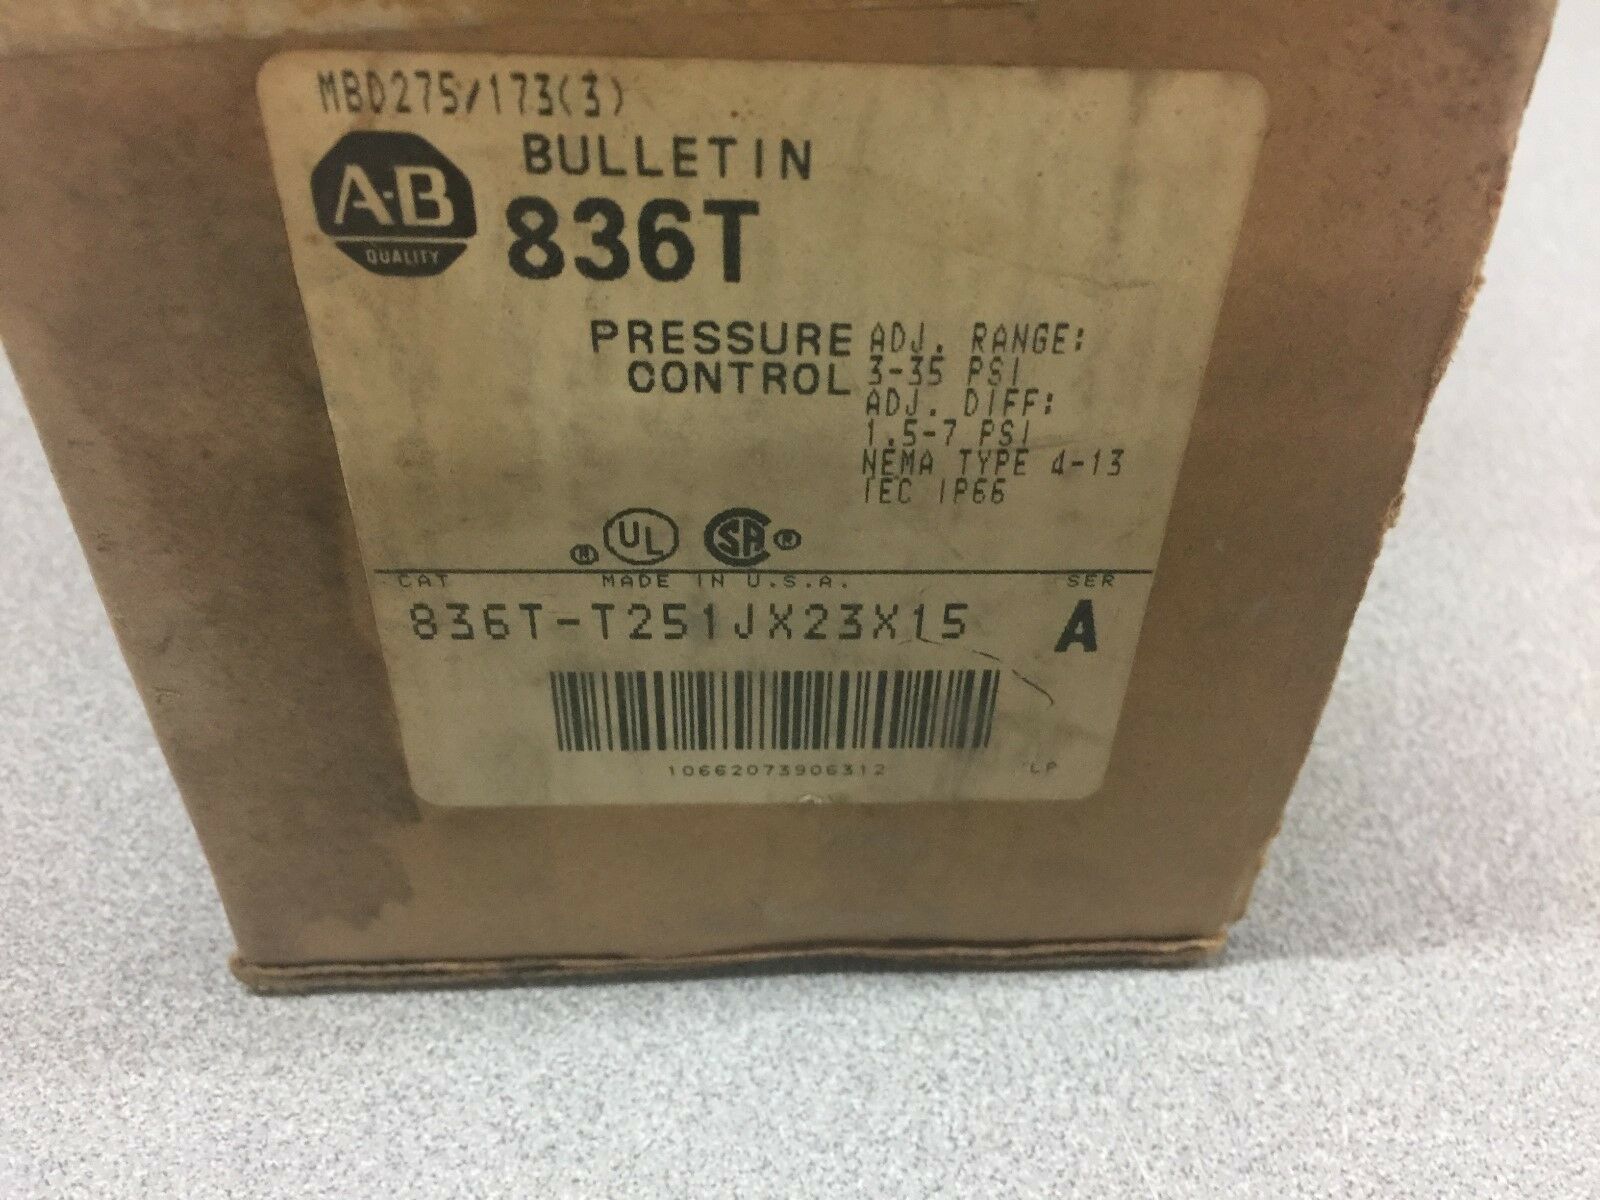 MBD275/173(3)
A-B
QUALITY
BULLETIN
836T
PRESSURE
CONTROL
ADJ. RANGE:
3-35 PSI
ADJ. DIFF:
1.5-7 PSI
NEMA TYPE 4-13
IEC IP66
® UL SA ®
CAT MADE IN U.S.A. SER
836T-T251JX23X15 A
10662073906312 LP